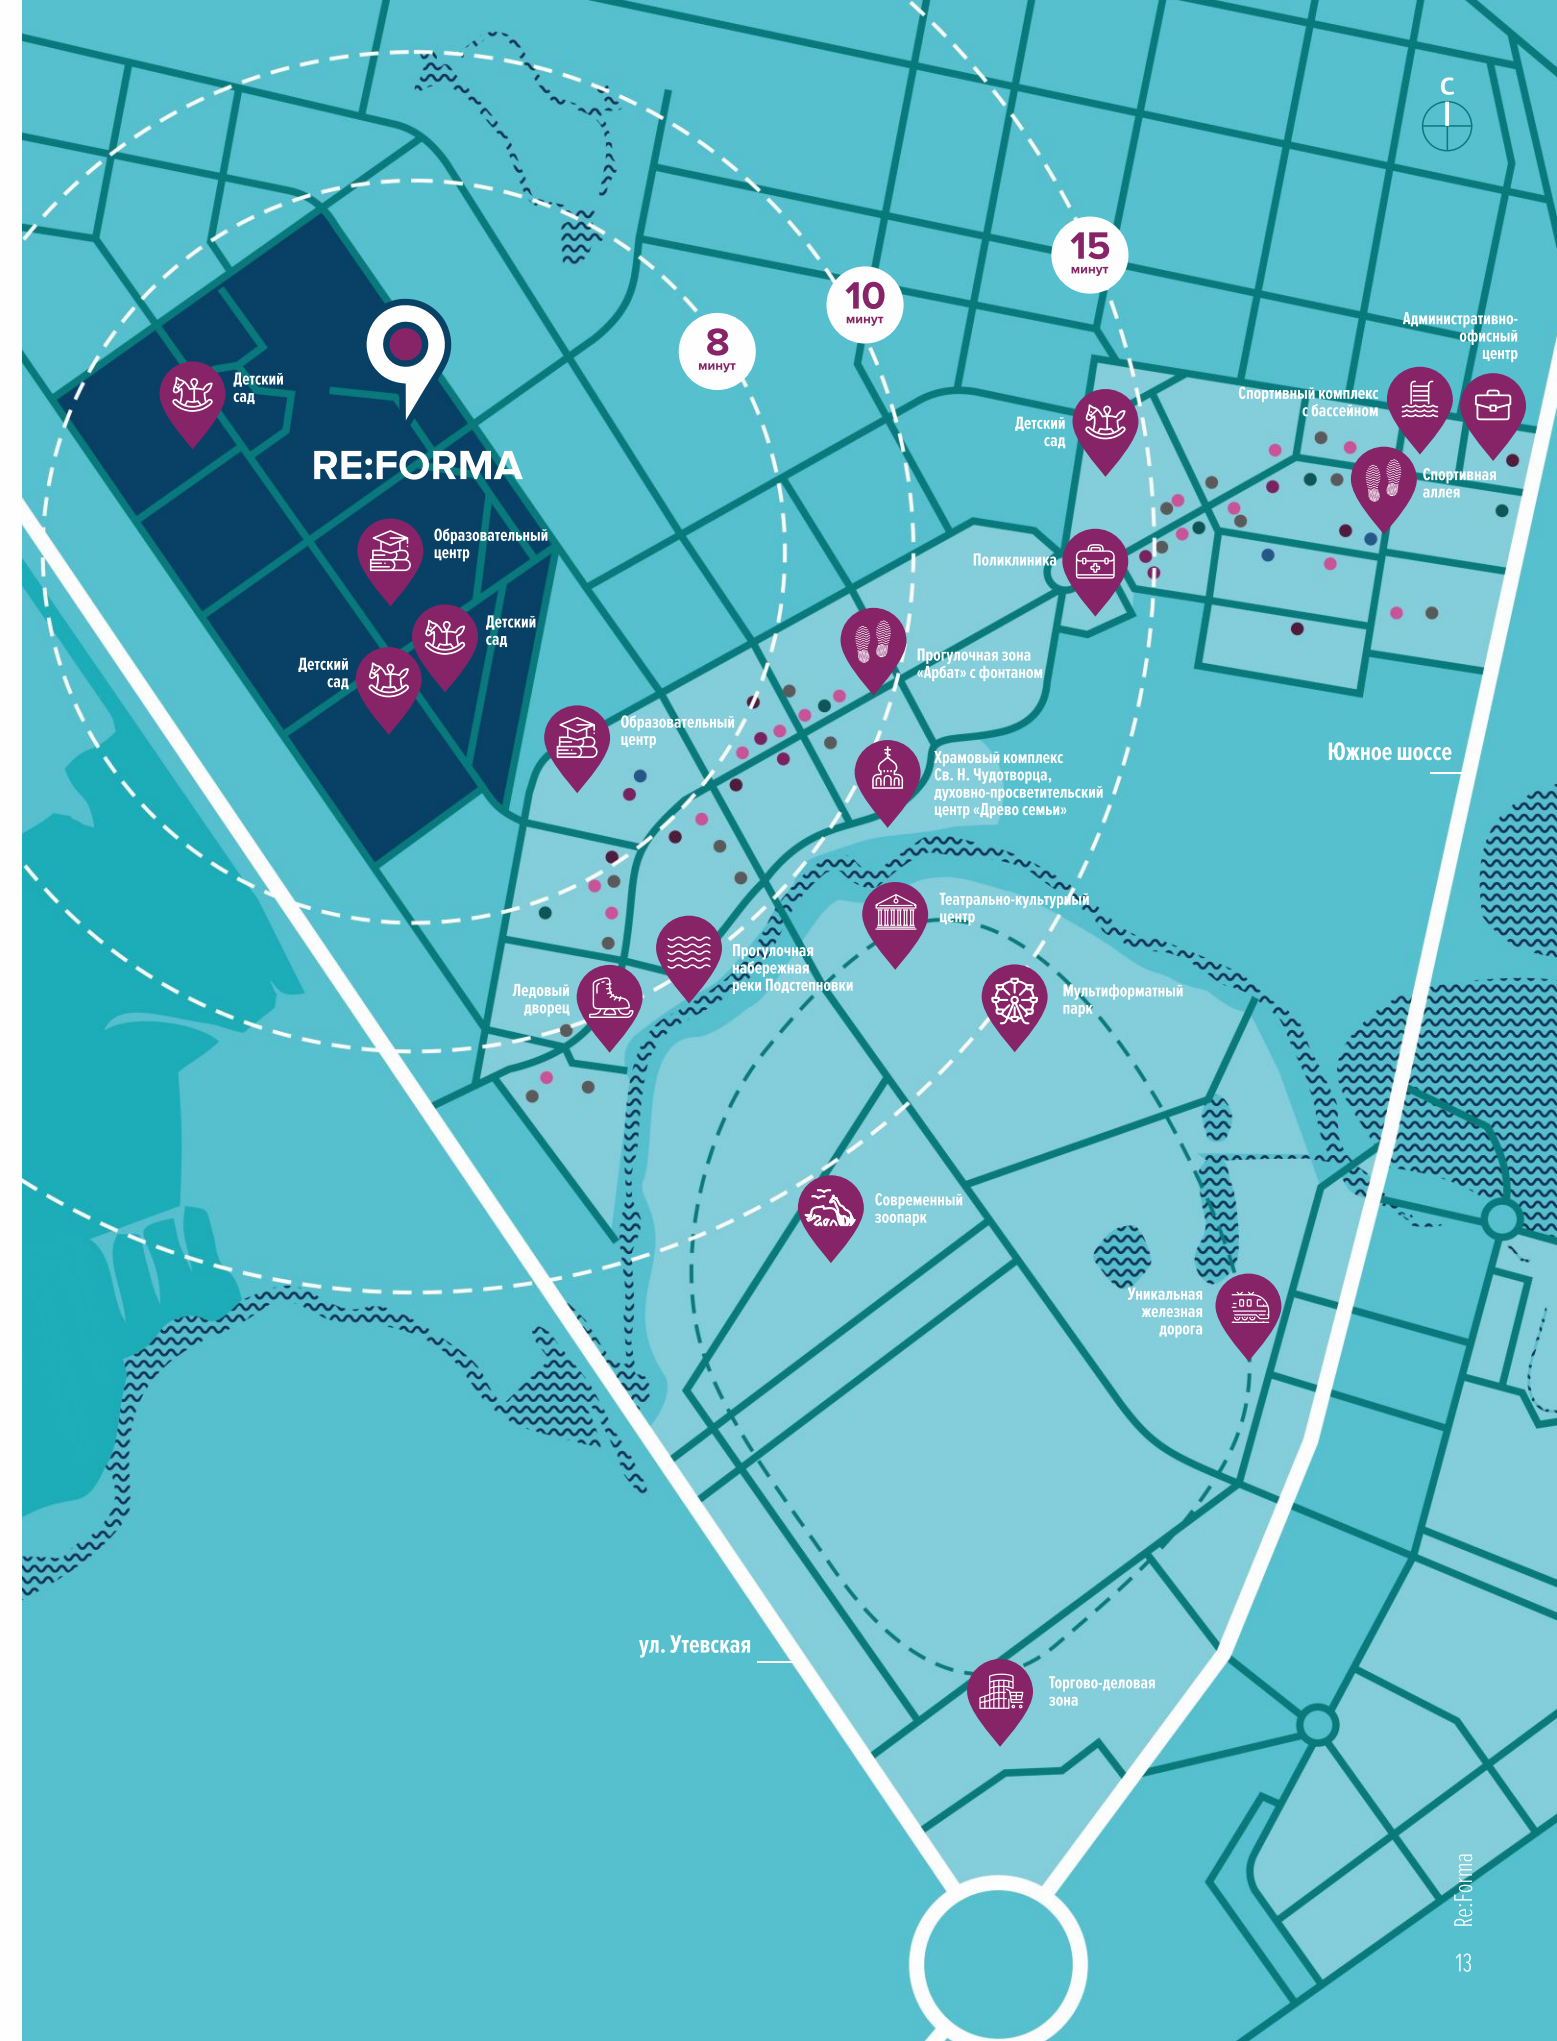 С
15
минут
10
минут
8
минут
Административно-
офисный
центр
Детский
сад
Спортивный комплекс
с бассейном
Детский
сад
RE:FORMA
Спортивная
аллея
Образовательный
центр
Поликлиника
Детский
сад
Детский
сад
Прогулочная зона
«Арбат» с фонтаном
Образовательный
центр
Южное шоссе
Храмовый комплекс
Св. Н. Чудотворца,
духовно-просветительский
центр «Древо семьи»
Театрально-культурный
центр
Прогулочная
набережная
реки Подстепновки
Ледовый
дворец
Мультиформатный
парк
Современный
зоопарк
Уникальная
железная
дорога
ул. Утевская
Торгово-деловая
зона
Re:Forma
13